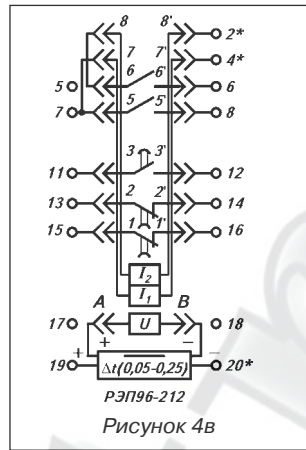 8 8' 2*
7 7' 4*
5 6 6' 6
7 5 5' 8
11 3 3' 12
13 2 2' 14
15 1 1' 16
I₂
I₁
A B
17 U 18
+ −
+ −
19 Δt(0,05-0,25) 20*
РЭП96-212
Рисунок 4в